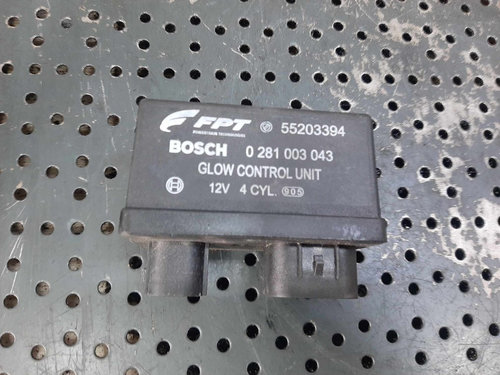 FPT 55203394
POWERTRAIN TECHNOLOGIES
BOSCH 0 281 003 043
GLOW CONTROL UNIT
12V 4 CYL. 905